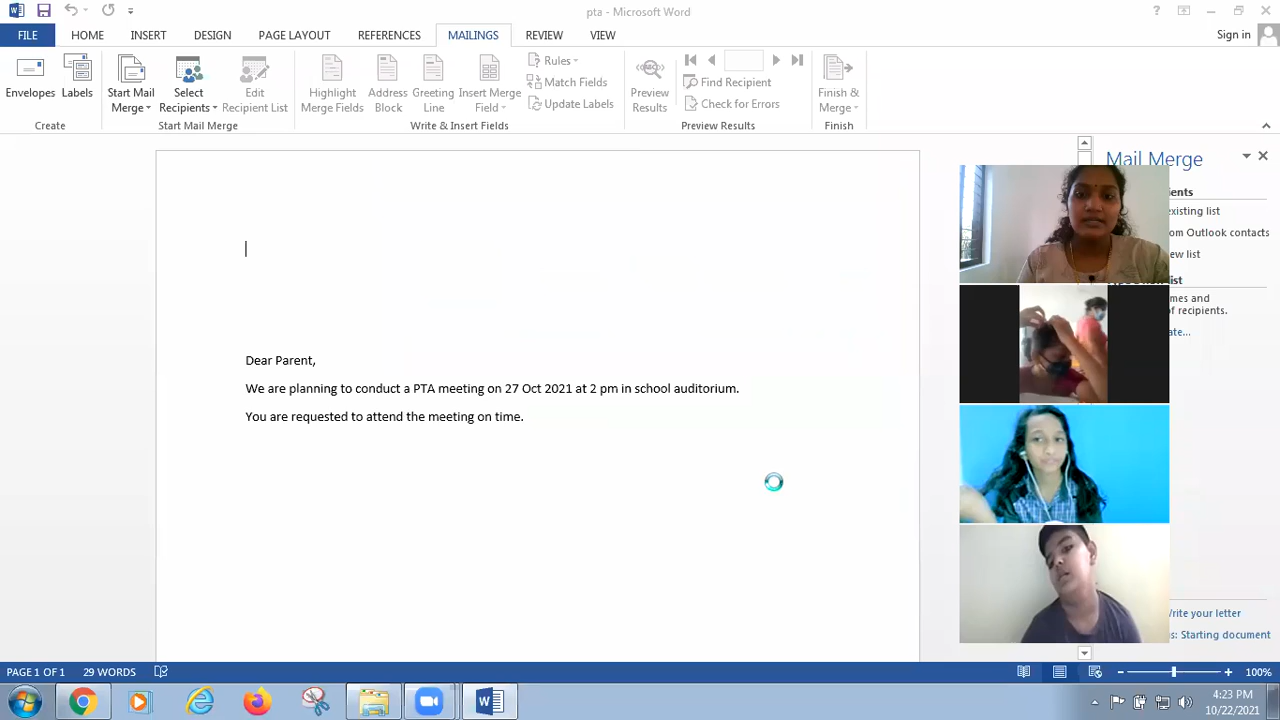 pta - Microsoft Word
FILE HOME INSERT DESIGN PAGE LAYOUT REFERENCES MAILINGS REVIEW VIEW Sign in
Envelopes Labels
Create
Start Mail Merge Select Recipients Edit Recipient List
Start Mail Merge
Highlight Merge Fields Address Block Greeting Line Insert Merge Field
Rules
Match Fields
Update Labels
Write & Insert Fields
Preview Results
Find Recipient
Check for Errors
Preview Results
Finish & Merge
Finish
Mail Merge
existing list
Outlook contacts
list
mes and
of recipients.
Dear Parent,
We are planning to conduct a PTA meeting on 27 Oct 2021 at 2 pm in school auditorium.
You are requested to attend the meeting on time.
rite your letter
Starting document
PAGE 1 OF 1 29 WORDS 100%
4:23 PM
10/22/2021